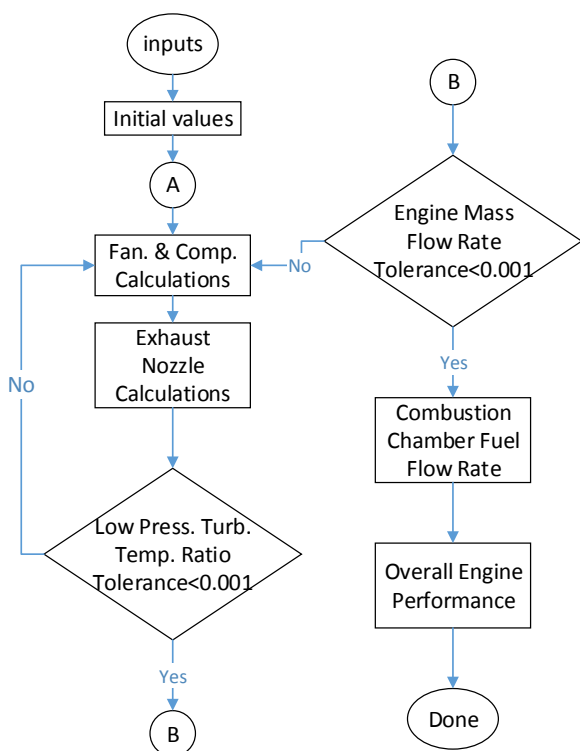 inputs
Initial values
A
Fan. & Comp.
Calculations
Exhaust
Nozzle
Calculations
No
Low Press. Turb.
Temp. Ratio
Tolerance<0.001
Yes
B
B
Engine Mass
Flow Rate
Tolerance<0.001
No
Yes
Combustion
Chamber Fuel
Flow Rate
Overall Engine
Performance
Done